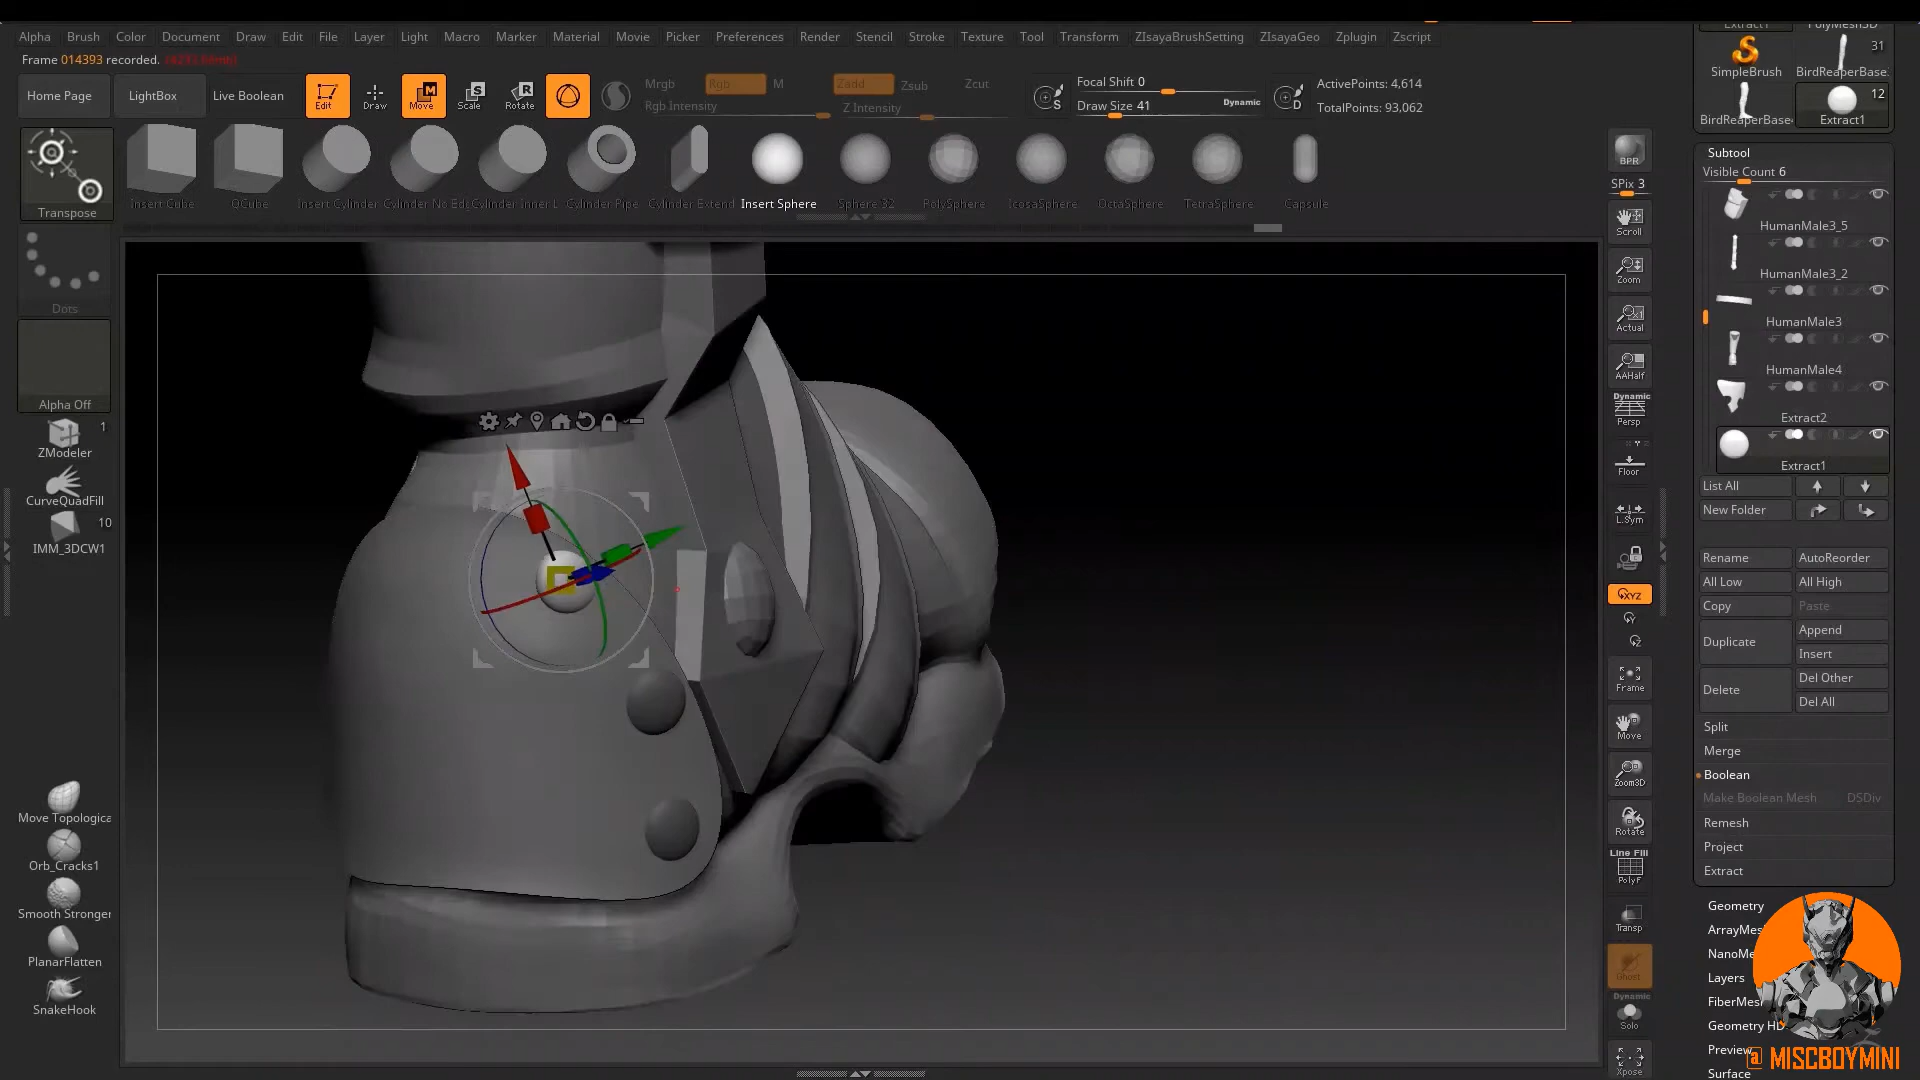 Alpha Brush Color Document Draw Edit File Layer Light Macro Marker Material Movie Picker Preferences Render Stencil Stroke Texture Tool Transform ZIsayaBrushSetting ZIsayaGeo Zplugin Zscript
Frame 014393 recorded.
Home Page LightBox Live Boolean Edit Draw Move Scale Rotate
Mrgb Rgb M Zadd Zsub Zcut
Rgb Intensity Z Intensity
Focal Shift 0
Draw Size 41 Dynamic
ActivePoints: 4,614
TotalPoints: 93,062
Transpose
Insert Cube QCube Insert Cylinder Cylinder Inner L Cylinder Pipe Cylinder Extend Insert Sphere Sphere 32 PolySphere IcosaSphere OctaSphere TetraSphere Capsule
Dots
Alpha Off
1
ZModeler
CurveQuadFill
10
IMM_3DCW1
Move Topologica
Orb_Cracks1
Smooth Stronger
PlanarFlatten
SnakeHook
BPR
SPix 3
Scroll
Zoom
Actual
AAHalf
Dynamic
Persp
Floor
L.Sym
XYZ
Frame
Move
Zoom3D
Rotate
Line Fill
PolyF
Transp
Ghost
Dynamic
Solo
Xpose
Extract1 PolyMesh3D
31
SimpleBrush BirdReaperBase.
12
BirdReaperBase Extract1
Subtool
Visible Count 6
HumanMale3_5
HumanMale3_2
HumanMale3
HumanMale4
Extract2
Extract1
List All
New Folder
Rename AutoReorder
All Low All High
Copy Paste
Duplicate Append
Insert
Delete Del Other
Del All
Split
Merge
Boolean
Make Boolean Mesh DSDiv
Remesh
Project
Extract
Geometry
ArrayMes
NanoMe
Layers
FiberMes
Geometry HD
Preview
Surface
@ MISCBOYMINI